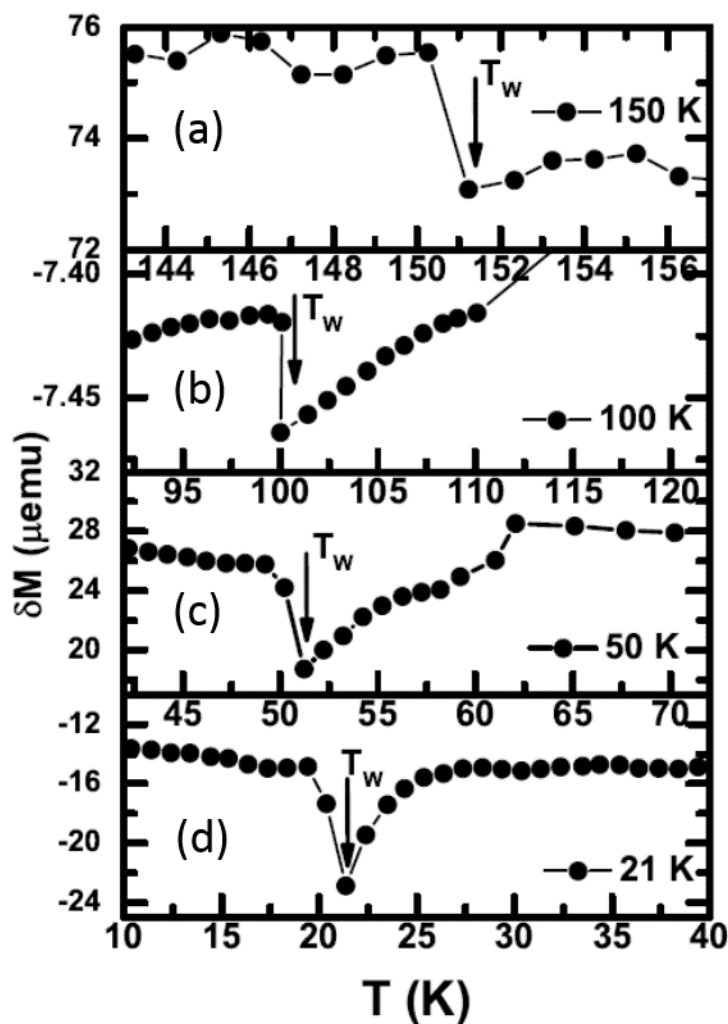 76
74
72
(a)
T_W
150 K
144 146 148 150 152 154 156
-7.40
-7.45
(b)
T_W
100 K
95 100 105 110 115 120
32
28
24
20
(c)
T_W
50 K
45 50 55 60 65 70
-12
-16
-20
-24
(d)
T_W
21 K
10 15 20 25 30 35 40
δM (μemu)
T (K)